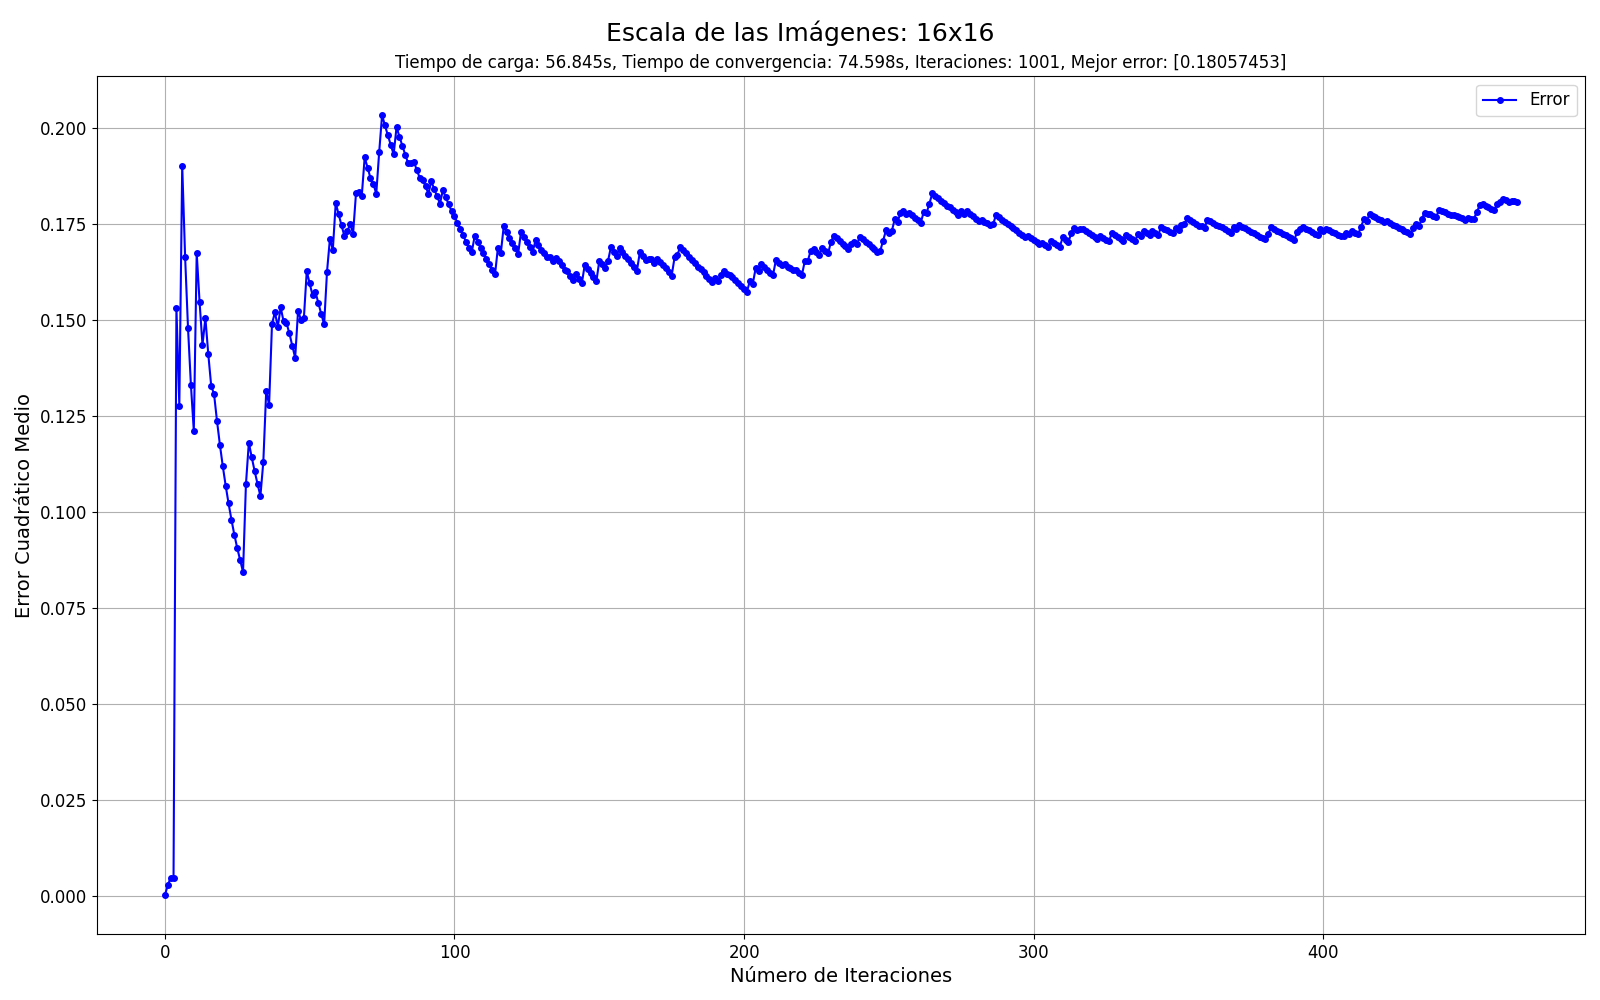 Escala de las Imágenes: 16x16
Tiempo de carga: 56.845s, Tiempo de convergencia: 74.598s, Iteraciones: 1001, Mejor error: [0.18057453]
Error
Error Cuadrático Medio
0.200
0.175
0.150
0.125
0.100
0.075
0.050
0.025
0.000
0 100 200 300 400
Número de Iteraciones